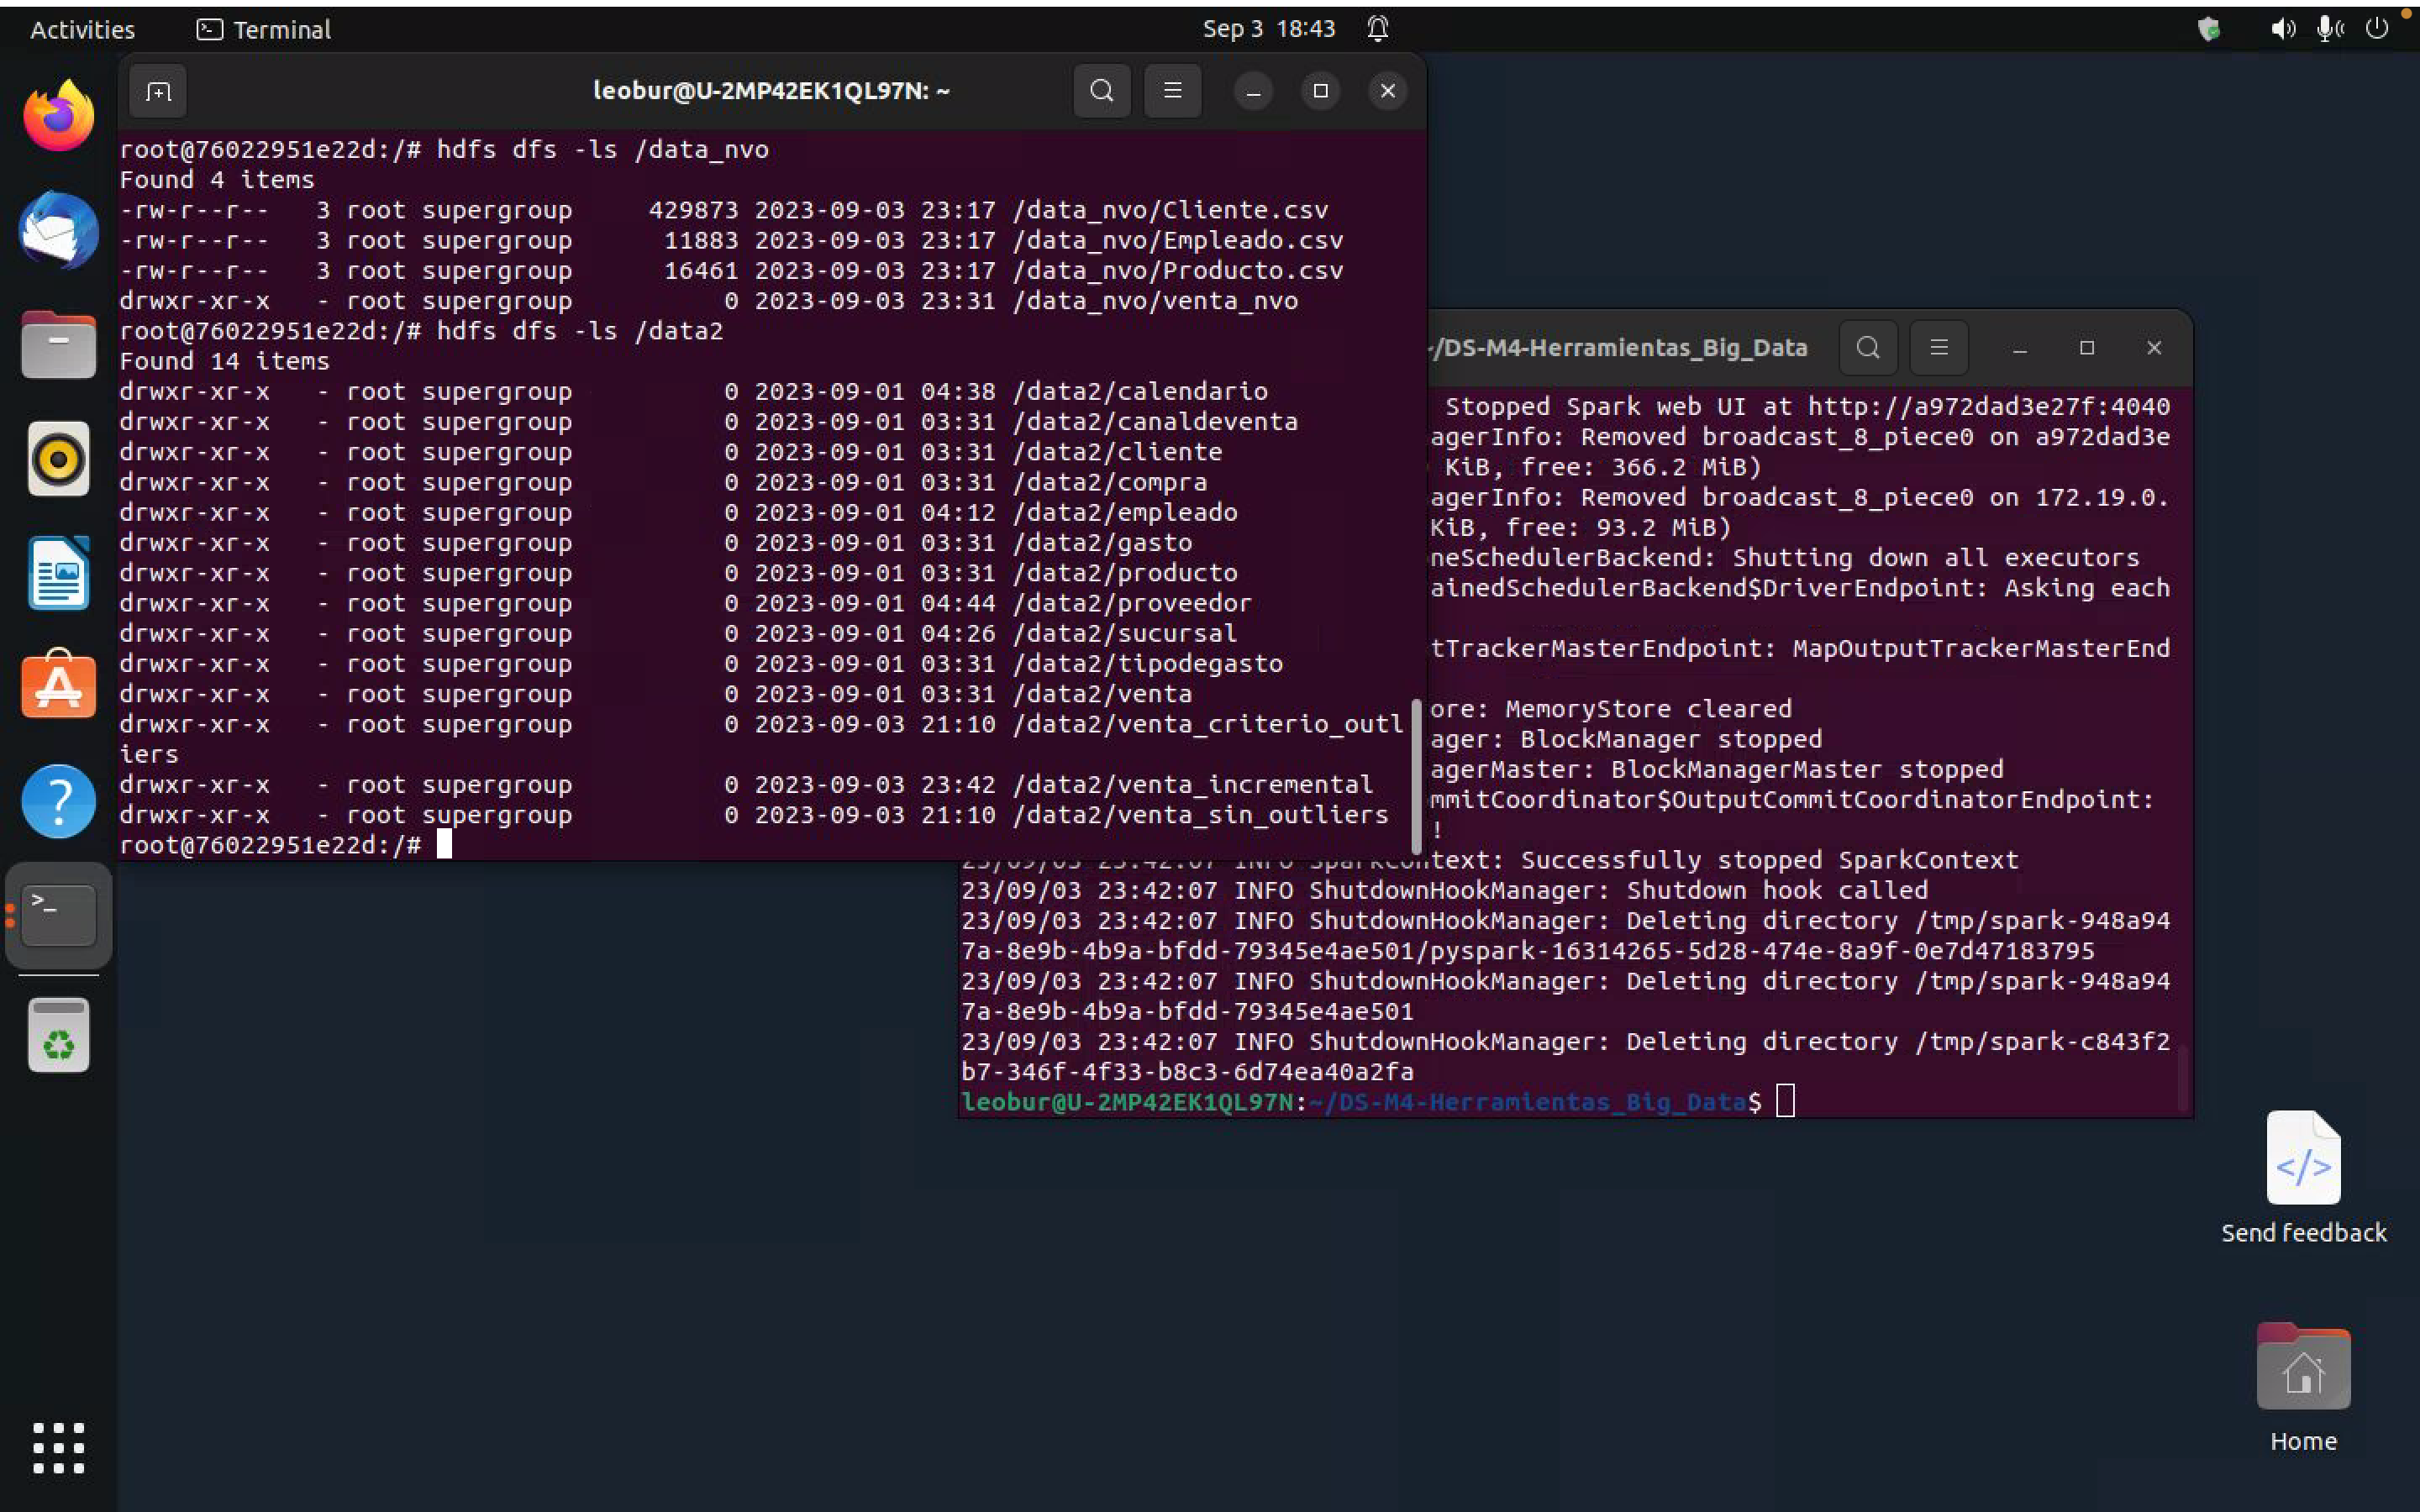 Activities
Terminal
Sep 3 18:43
leobur@U-2MP42EK1QL97N: ~
root@76022951e22d:/# hdfs dfs -ls /data_nvo
Found 4 items
-rw-r--r--   3 root supergroup     429873 2023-09-03 23:17 /data_nvo/Cliente.csv
-rw-r--r--   3 root supergroup      11883 2023-09-03 23:17 /data_nvo/Empleado.csv
-rw-r--r--   3 root supergroup      16461 2023-09-03 23:17 /data_nvo/Producto.csv
drwxr-xr-x   - root supergroup          0 2023-09-03 23:31 /data_nvo/venta_nvo
root@76022951e22d:/# hdfs dfs -ls /data2
Found 14 items
drwxr-xr-x   - root supergroup          0 2023-09-01 04:38 /data2/calendario
drwxr-xr-x   - root supergroup          0 2023-09-01 03:31 /data2/canaldeventa
drwxr-xr-x   - root supergroup          0 2023-09-01 03:31 /data2/cliente
drwxr-xr-x   - root supergroup          0 2023-09-01 03:31 /data2/compra
drwxr-xr-x   - root supergroup          0 2023-09-01 04:12 /data2/empleado
drwxr-xr-x   - root supergroup          0 2023-09-01 03:31 /data2/gasto
drwxr-xr-x   - root supergroup          0 2023-09-01 03:31 /data2/producto
drwxr-xr-x   - root supergroup          0 2023-09-01 04:44 /data2/proveedor
drwxr-xr-x   - root supergroup          0 2023-09-01 04:26 /data2/sucursal
drwxr-xr-x   - root supergroup          0 2023-09-01 03:31 /data2/tipodegasto
drwxr-xr-x   - root supergroup          0 2023-09-01 03:31 /data2/venta
drwxr-xr-x   - root supergroup          0 2023-09-03 21:10 /data2/venta_criterio_outl
iers
drwxr-xr-x   - root supergroup          0 2023-09-03 23:42 /data2/venta_incremental
drwxr-xr-x   - root supergroup          0 2023-09-03 21:10 /data2/venta_sin_outliers
root@76022951e22d:/#
/DS-M4-Herramientas_Big_Data
Stopped Spark web UI at http://a972dad3e27f:4040
agerInfo: Removed broadcast_8_piece0 on a972dad3e
KiB, free: 366.2 MiB)
agerInfo: Removed broadcast_8_piece0 on 172.19.0.
KiB, free: 93.2 MiB)
neSchedulerBackend: Shutting down all executors
ainedSchedulerBackend$DriverEndpoint: Asking each
tTrackerMasterEndpoint: MapOutputTrackerMasterEnd
ore: MemoryStore cleared
ager: BlockManager stopped
agerMaster: BlockManagerMaster stopped
mmitCoordinator$OutputCommitCoordinatorEndpoint:
!
23/09/03 23:42:07 INFO SparkContext: Successfully stopped SparkContext
23/09/03 23:42:07 INFO ShutdownHookManager: Shutdown hook called
23/09/03 23:42:07 INFO ShutdownHookManager: Deleting directory /tmp/spark-948a94
7a-8e9b-4b9a-bfdd-79345e4ae501/pyspark-16314265-5d28-474e-8a9f-0e7d47183795
23/09/03 23:42:07 INFO ShutdownHookManager: Deleting directory /tmp/spark-948a94
7a-8e9b-4b9a-bfdd-79345e4ae501
23/09/03 23:42:07 INFO ShutdownHookManager: Deleting directory /tmp/spark-c843f2
b7-346f-4f33-b8c3-6d74ea40a2fa
leobur@U-2MP42EK1QL97N:~/DS-M4-Herramientas_Big_Data$
Send feedback
Home